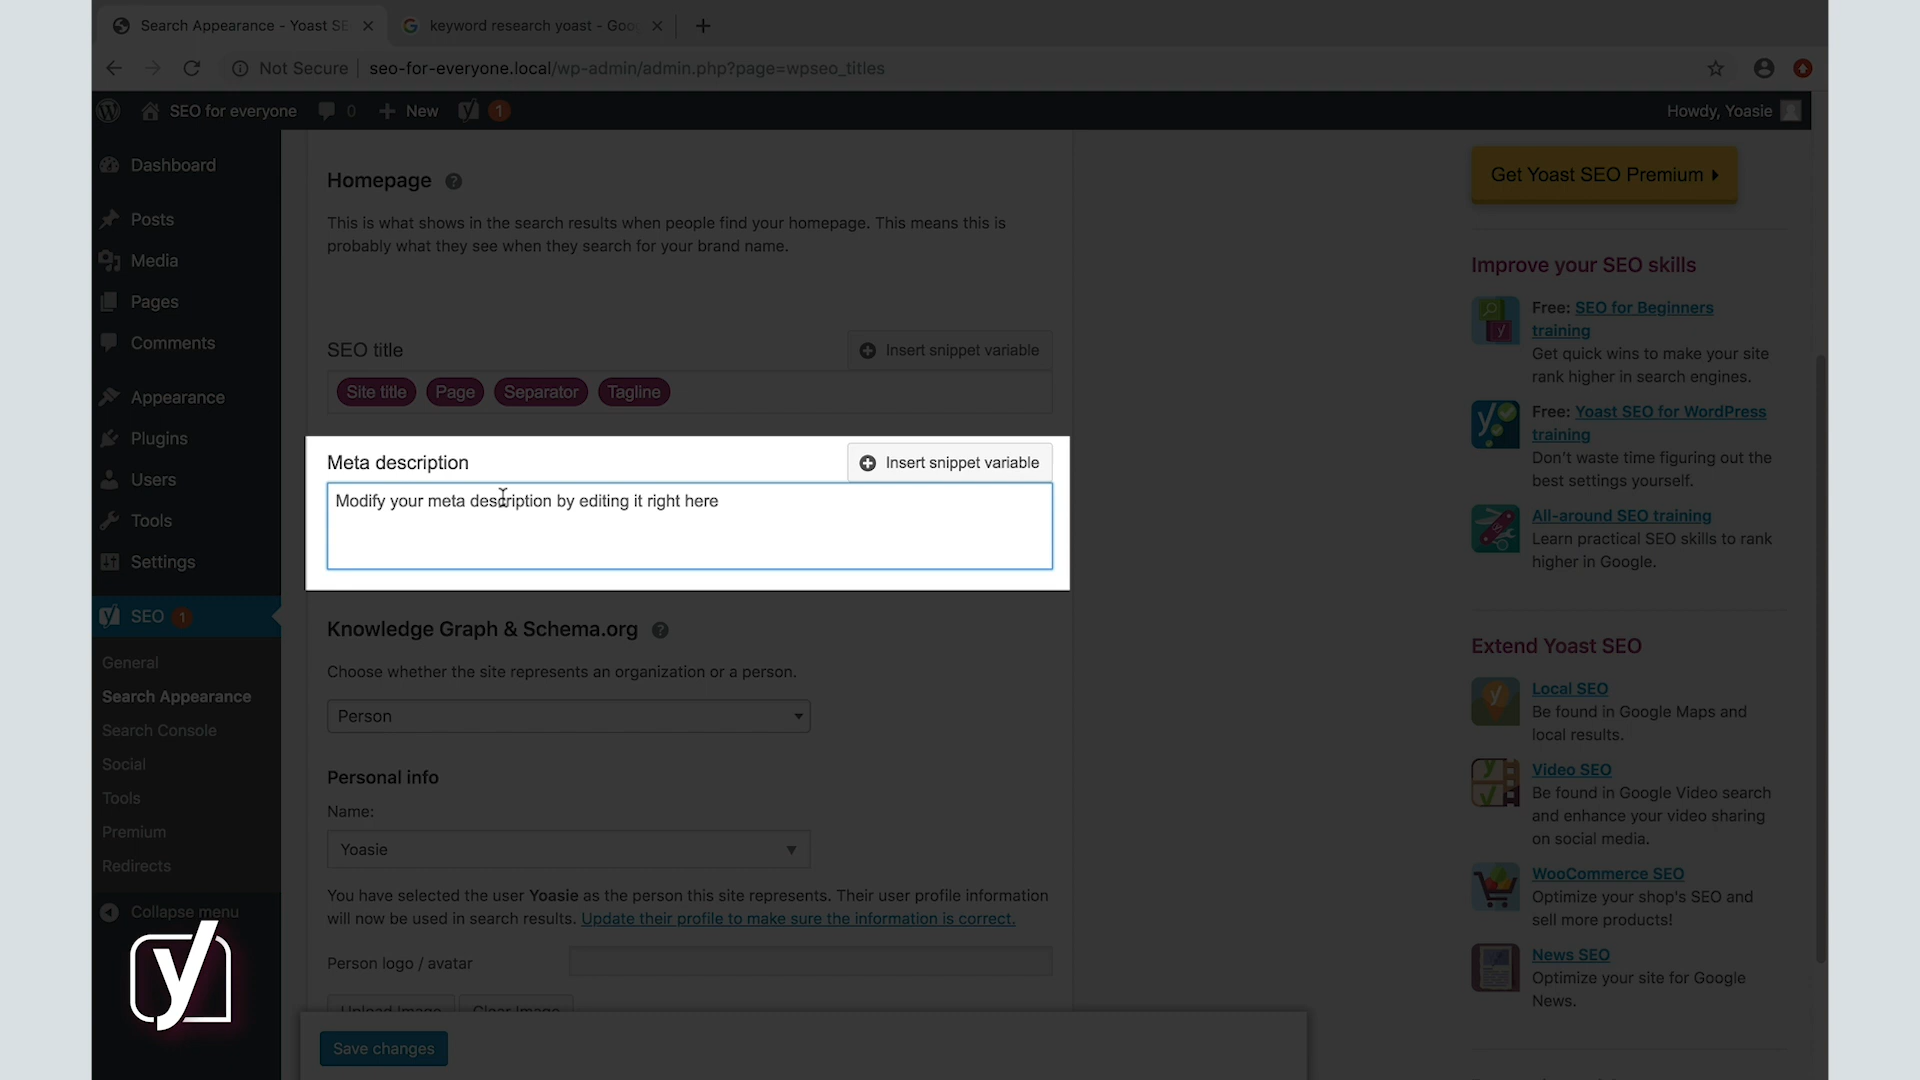 Search Appearance - Yoast SE
keyword research yoast - Goo
Not Secure
seo-for-everyone.local/wp-admin/admin.php?page=wpseo_titles
SEO for everyone
0
New
1
Howdy, Yoasie
Dashboard
Posts
Media
Pages
Comments
Appearance
Plugins
Users
Tools
Settings
SEO 1
General
Search Appearance
Search Console
Social
Tools
Premium
Redirects
Collapse menu
Homepage
This is what shows in the search results when people find your homepage. This means this is
probably what they see when they search for your brand name.
SEO title
Insert snippet variable
Site title Page Separator Tagline
Meta description
Insert snippet variable
Modify your meta description by editing it right here
Knowledge Graph & Schema.org
Choose whether the site represents an organization or a person.
Person
Personal info
Name:
Yoasie
You have selected the user Yoasie as the person this site represents. Their user profile information
will now be used in search results. Update their profile to make sure the information is correct.
Person logo / avatar
Upload Image Clear Image
Save changes
Get Yoast SEO Premium
Improve your SEO skills
Free: SEO for Beginners
training
Get quick wins to make your site
rank higher in search engines.
Free: Yoast SEO for WordPress
training
Don't waste time figuring out the
best settings yourself.
All-around SEO training
Learn practical SEO skills to rank
higher in Google.
Extend Yoast SEO
Local SEO
Be found in Google Maps and
local results.
Video SEO
Be found in Google Video search
and enhance your video sharing
on social media.
WooCommerce SEO
Optimize your shop's SEO and
sell more products!
News SEO
Optimize your site for Google
News.
y